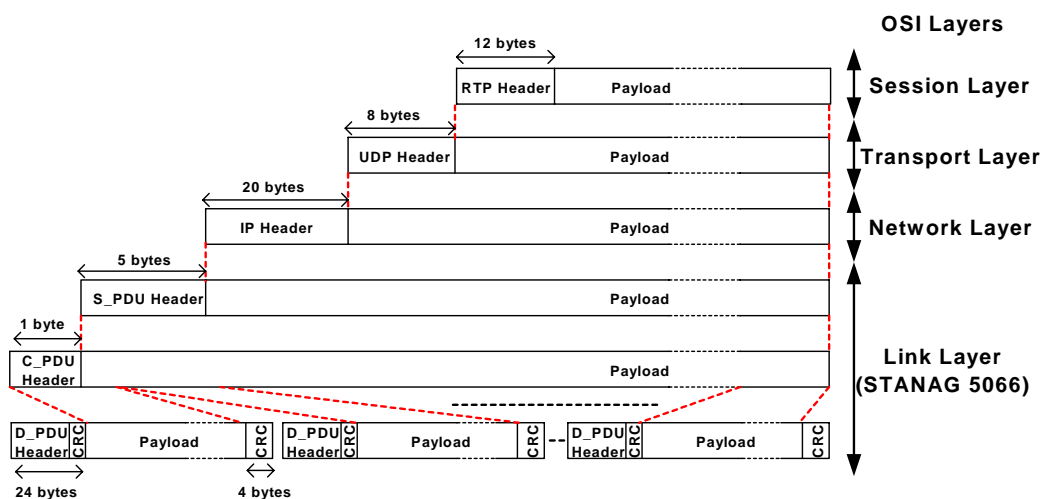 OSI Layers
12 bytes
RTP Header
Payload
Session Layer
8 bytes
UDP Header
Payload
Transport Layer
20 bytes
IP Header
Payload
Network Layer
5 bytes
S_PDU Header
Payload
1 byte
C_PDU
Header
Payload
Link Layer
(STANAG 5066)
D_PDU
Header
CRC
Payload
CRC
D_PDU
Header
CRC
Payload
CRC
D_PDU
Header
CRC
Payload
CRC
24 bytes
4 bytes